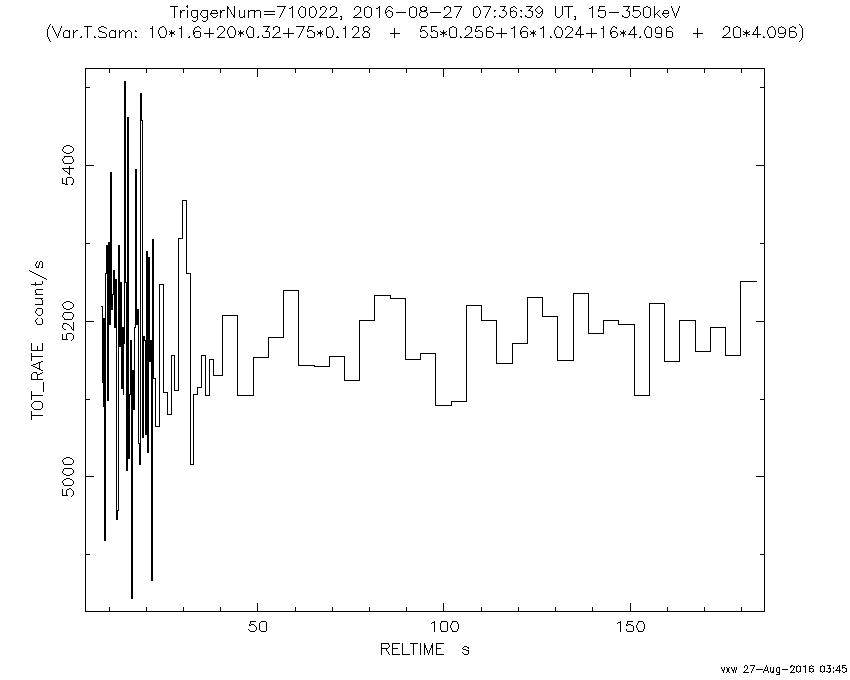 TriggerNum=710022, 2016-08-27 07:36:39 UT, 15-350keV
(Var.T.Sam: 10*1.6+20*0.32+75*0.128 + 55*0.256+16*1.024+16*4.096 + 20*4.096)
5400
5200
5000
TOT_RATE count/s
50 100 150
RELTIME s
vxw 27-Aug-2016 03:45